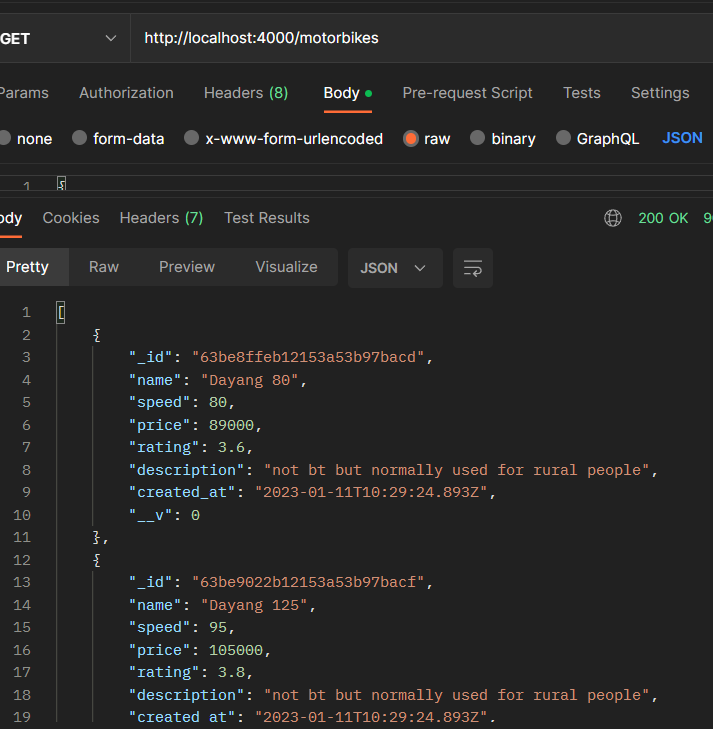 GET http://localhost:4000/motorbikes
Params Authorization Headers (8) Body Pre-request Script Tests Settings
none form-data x-www-form-urlencoded raw binary GraphQL JSON
1 {
ody Cookies Headers (7) Test Results 200 OK 9
Pretty Raw Preview Visualize JSON
1 [
2 {
3 "_id": "63be8ffeb12153a53b97bacd",
4 "name": "Dayang 80",
5 "speed": 80,
6 "price": 89000,
7 "rating": 3.6,
8 "description": "not bt but normally used for rural people",
9 "created_at": "2023-01-11T10:29:24.893Z",
10 "__v": 0
11 },
12 {
13 "_id": "63be9022b12153a53b97bacf",
14 "name": "Dayang 125",
15 "speed": 95,
16 "price": 105000,
17 "rating": 3.8,
18 "description": "not bt but normally used for rural people",
19 "created_at": "2023-01-11T10:29:24.893Z",